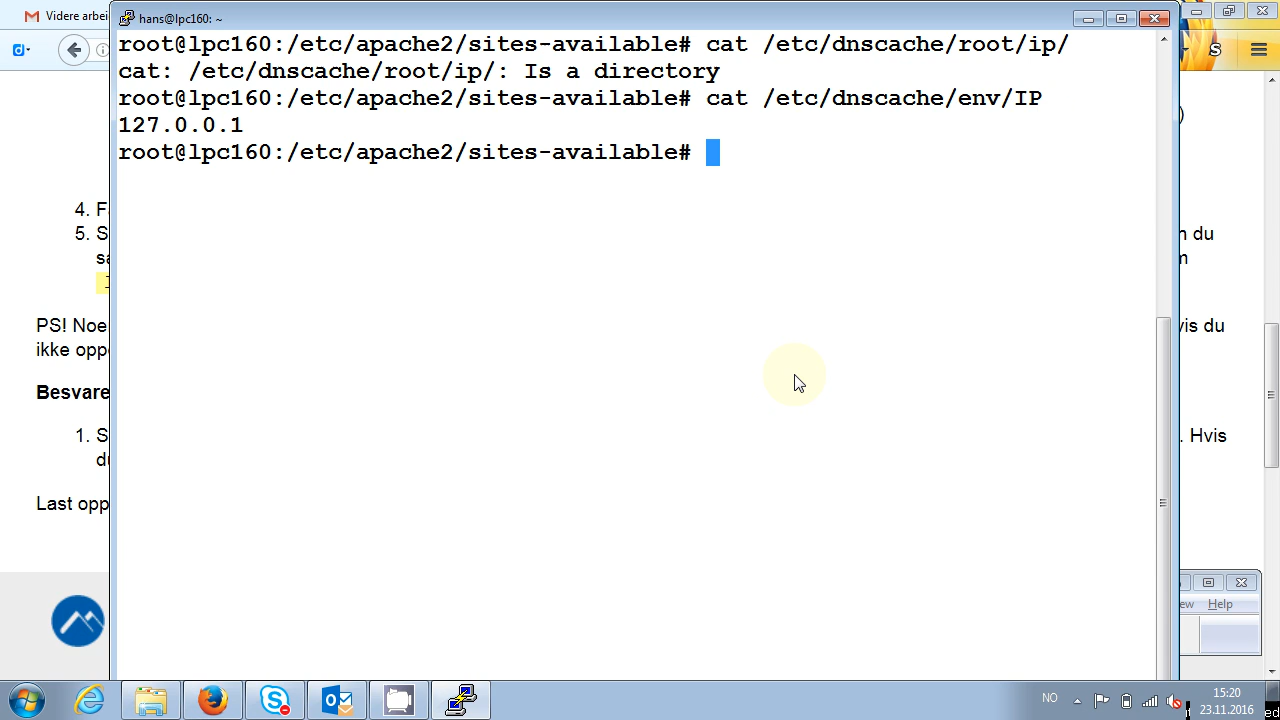 Videre arbei
hans@lpc160: ~
root@lpc160:/etc/apache2/sites-available# cat /etc/dnscache/root/ip/
cat: /etc/dnscache/root/ip/: Is a directory
root@lpc160:/etc/apache2/sites-available# cat /etc/dnscache/env/IP
127.0.0.1
root@lpc160:/etc/apache2/sites-available#
4. F
5. S
n du
PS! Noe
vis du
ikke opp
Besvare
1. S
. Hvis
Last opp
ew Help
NO
15:20
23.11.2016
ed